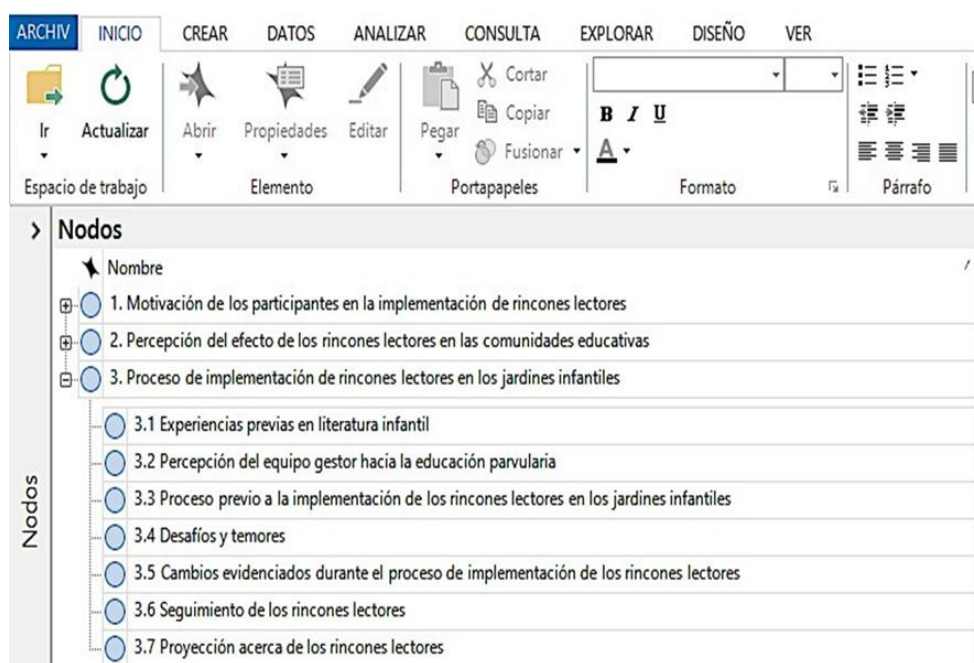 ARCHIV INICIO CREAR DATOS ANALIZAR CONSULTA EXPLORAR DISEÑO VER
Ir Actualizar Abrir Propiedades Editar Pegar Cortar
Copiar
Fusionar
B I U
A
Espacio de trabajo Elemento Portapapeles Formato Párrafo
Nodos
Nombre
1. Motivación de los participantes en la implementación de rincones lectores
2. Percepción del efecto de los rincones lectores en las comunidades educativas
3. Proceso de implementación de rincones lectores en los jardines infantiles
3.1 Experiencias previas en literatura infantil
3.2 Percepción del equipo gestor hacia la educación parvularia
3.3 Proceso previo a la implementación de los rincones lectores en los jardines infantiles
3.4 Desafíos y temores
3.5 Cambios evidenciados durante el proceso de implementación de los rincones lectores
3.6 Seguimiento de los rincones lectores
3.7 Proyección acerca de los rincones lectores
Nodos